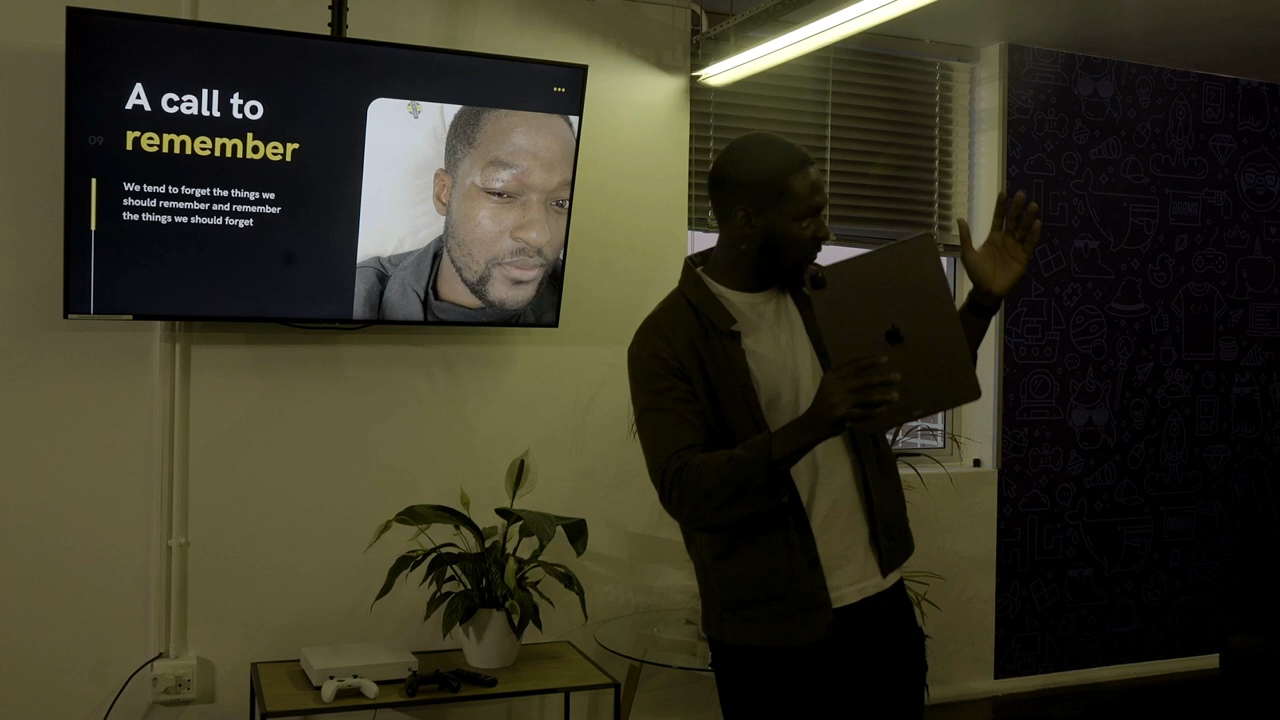 A call to
remember
09
We tend to forget the things we
should remember and remember
the things we should forget